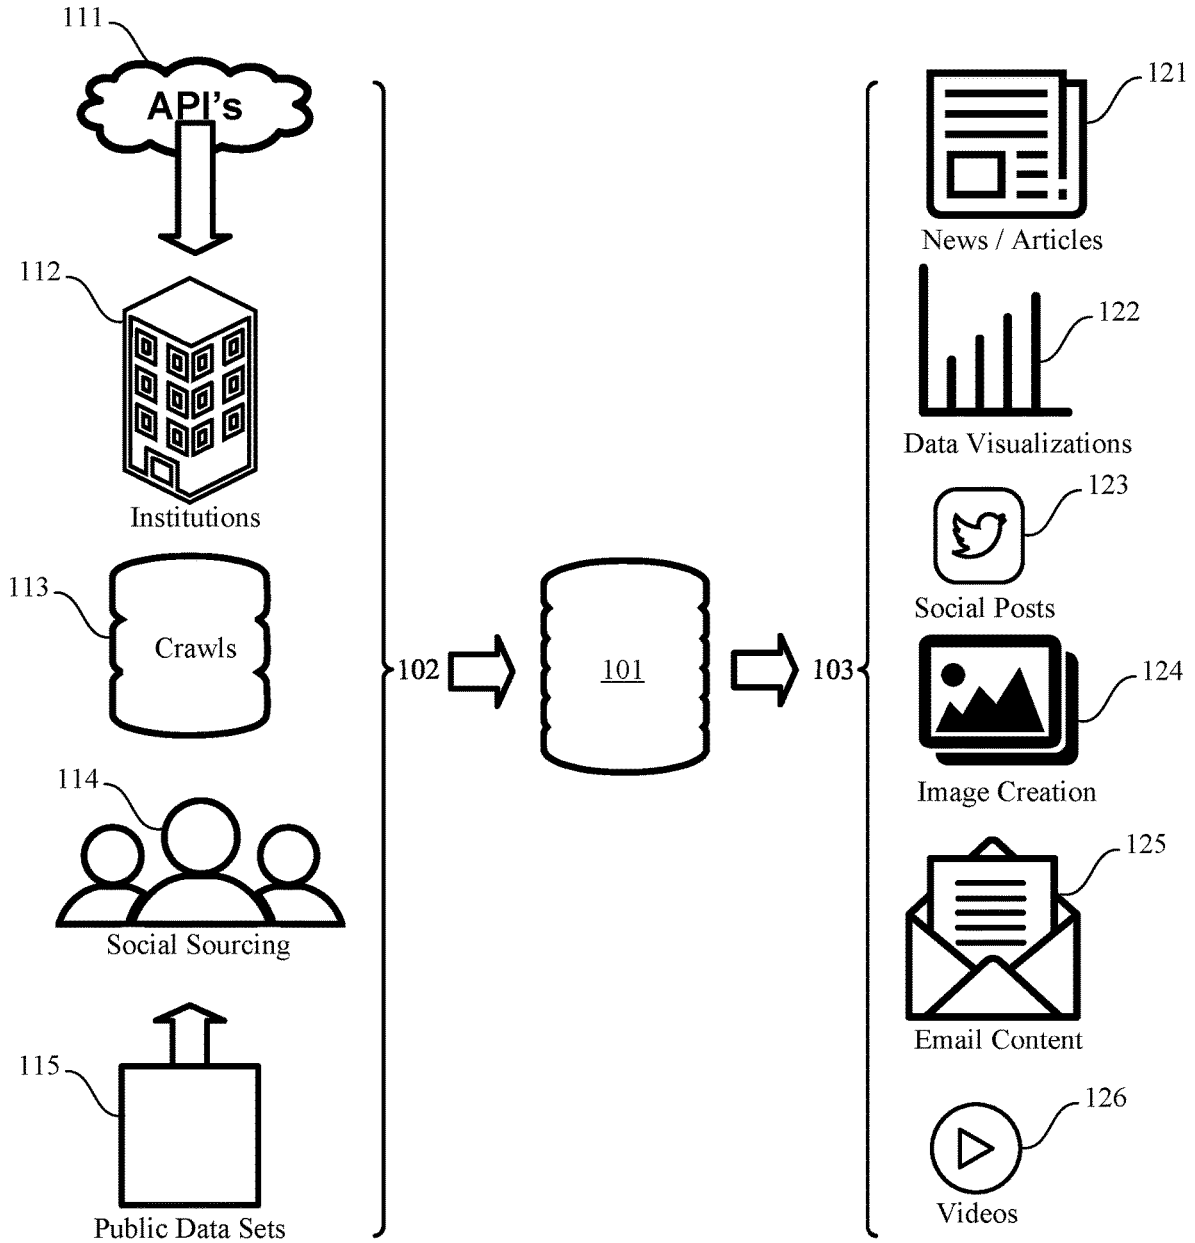 111
API's
112
Institutions
113
Crawls
114
Social Sourcing
115
Public Data Sets
102
101
103
121
News / Articles
122
Data Visualizations
123
Social Posts
124
Image Creation
125
Email Content
126
Videos